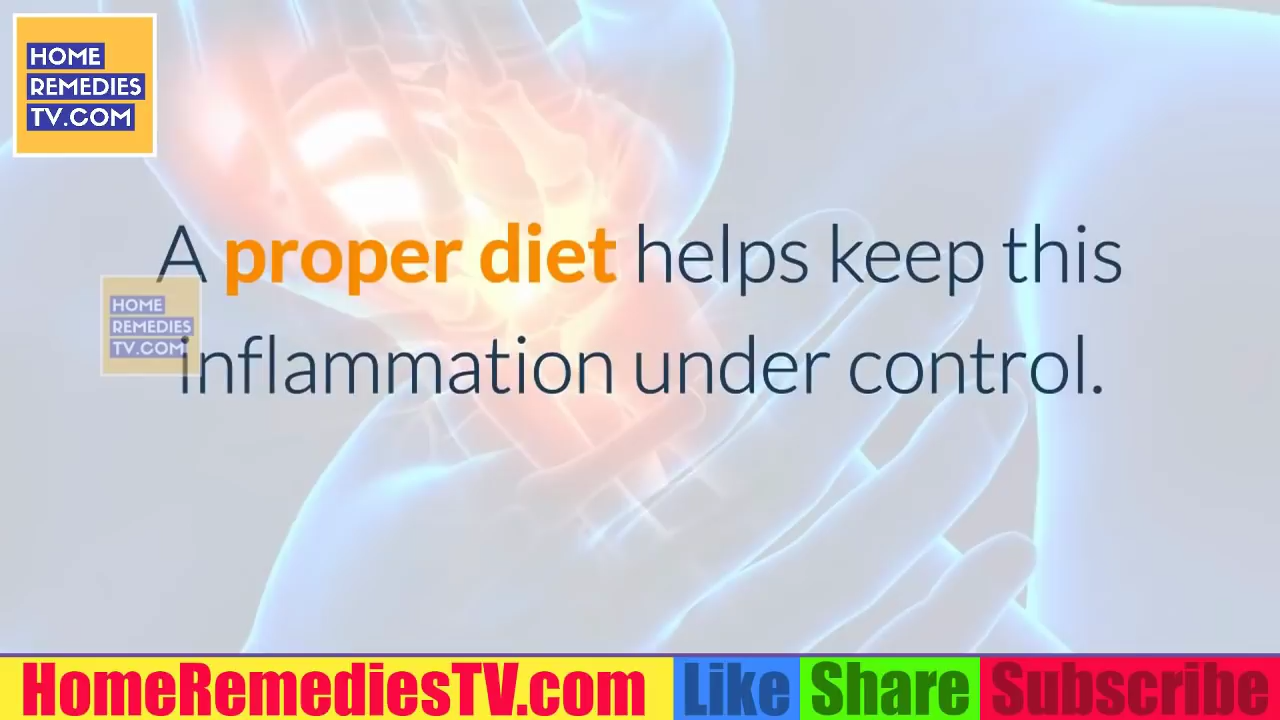 HOME
REMEDIES
TV.COM
A proper diet helps keep this
HOME
REMEDIES
TV.COM
inflammation under control.
HomeRemediesTV.com Like Share Subscribe